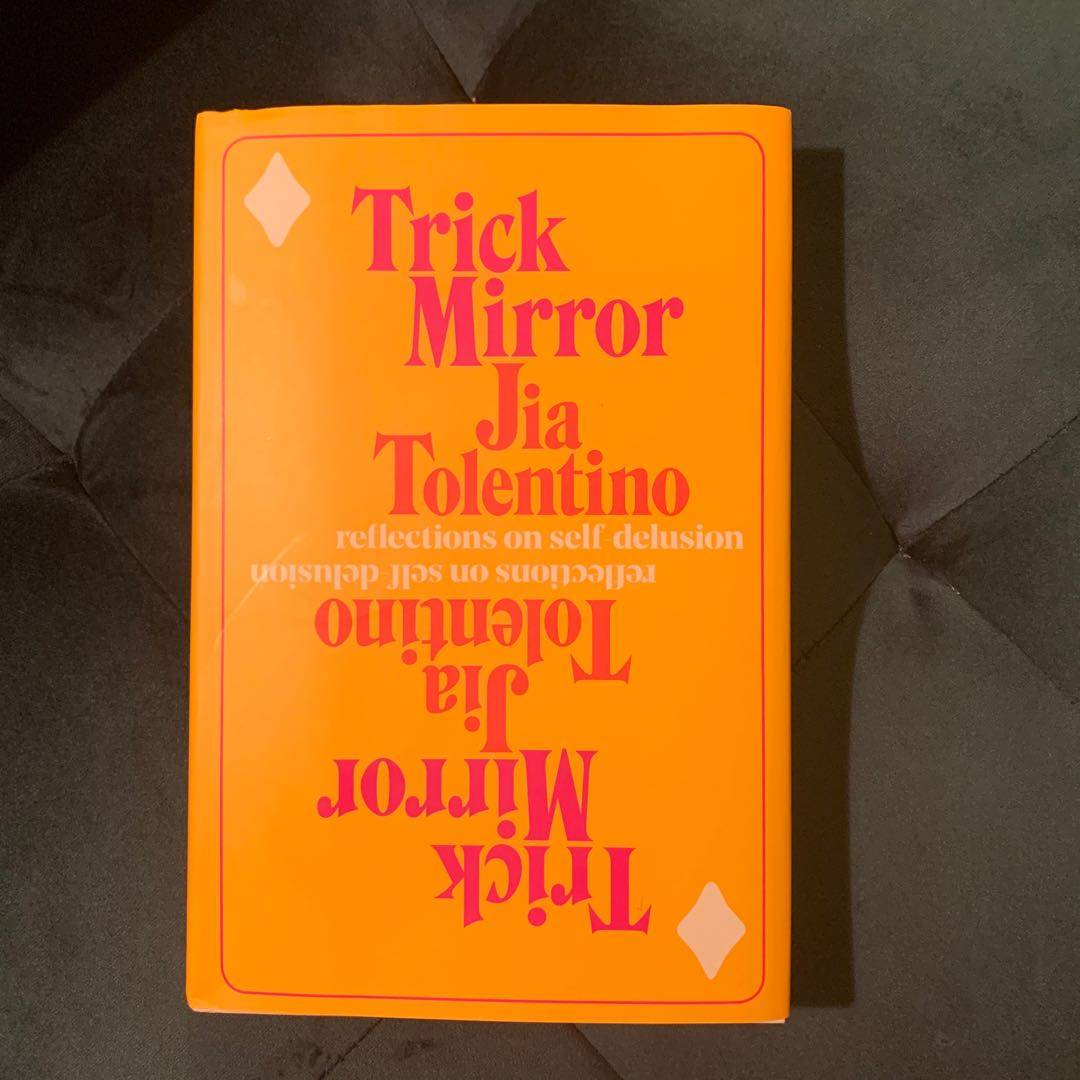 Trick
Mirror
Jia
Tolentino
reflections on self-delusion
reflections on self-delusion
Tolentino
Jia
Mirror
Trick